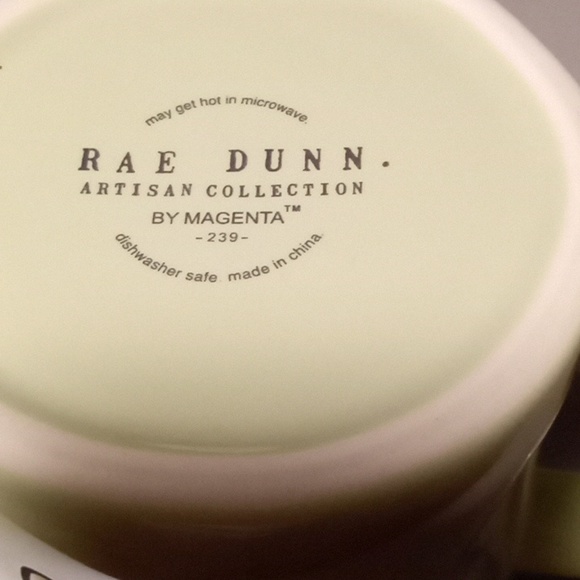 may get hot in microwave.
RAE DUNN.
ARTISAN COLLECTION
BY MAGENTA™
-239-
dishwasher safe. made in china.